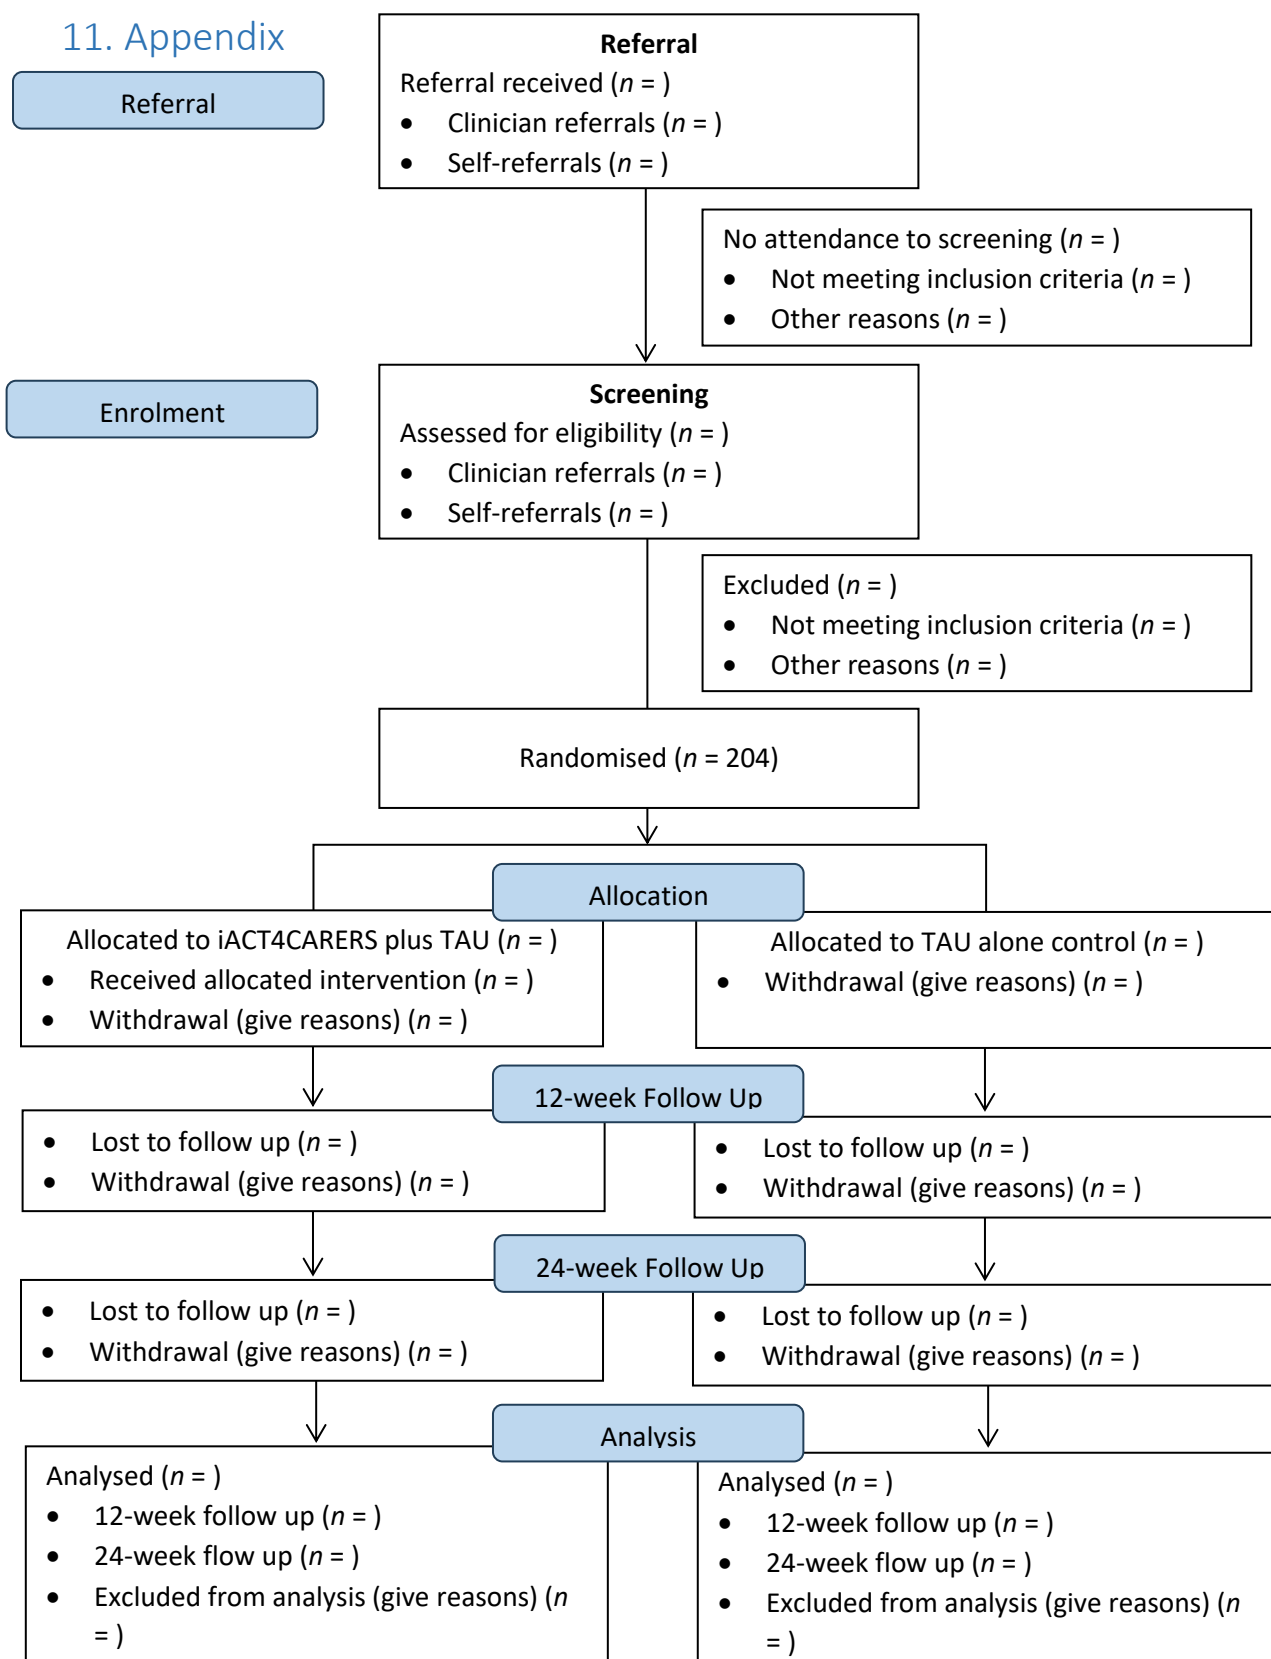 11. Appendix
Referral
Referral
Referral received (n = )
• Clinician referrals (n = )
• Self-referrals (n = )
No attendance to screening (n = )
• Not meeting inclusion criteria (n = )
• Other reasons (n = )
Enrolment
Screening
Assessed for eligibility (n = )
• Clinician referrals (n = )
• Self-referrals (n = )
Excluded (n = )
• Not meeting inclusion criteria (n = )
• Other reasons (n = )
Randomised (n = 204)
Allocation
Allocated to iACT4CARERS plus TAU (n = )
• Received allocated intervention (n = )
• Withdrawal (give reasons) (n = )
Allocated to TAU alone control (n = )
• Withdrawal (give reasons) (n = )
12-week Follow Up
• Lost to follow up (n = )
• Withdrawal (give reasons) (n = )
• Lost to follow up (n = )
• Withdrawal (give reasons) (n = )
24-week Follow Up
• Lost to follow up (n = )
• Withdrawal (give reasons) (n = )
• Lost to follow up (n = )
• Withdrawal (give reasons) (n = )
Analysis
Analysed (n = )
• 12-week follow up (n = )
• 24-week flow up (n = )
• Excluded from analysis (give reasons) (n
= )
Analysed (n = )
• 12-week follow up (n = )
• 24-week flow up (n = )
• Excluded from analysis (give reasons) (n
= )